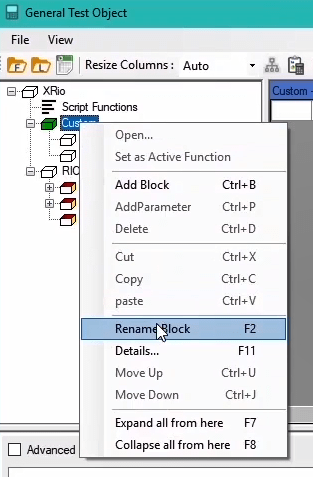 General Test Object
File View
Resize Columns : Auto
XRio
Script Functions
Custom
RIO
Custom -
Open...
Set as Active Function
Add Block Ctrl+B
AddParameter Ctrl+P
Delete Ctrl+D
Cut Ctrl+X
Copy Ctrl+C
paste Ctrl+V
Rename Block F2
Details... F11
Move Up Ctrl+U
Move Down Ctrl+J
Expand all from here F7
Collapse all from here F8
Advanced